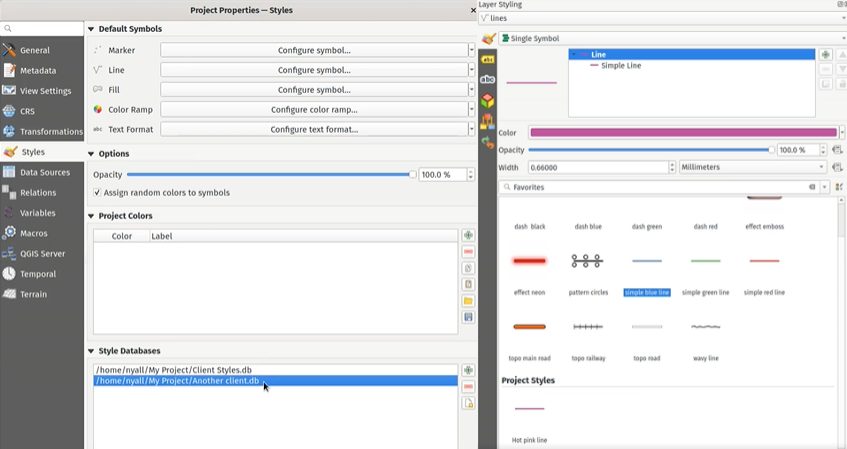 Project Properties — Styles
General
Metadata
View Settings
CRS
Transformations
Styles
Data Sources
Relations
Variables
Macros
QGIS Server
Temporal
Terrain
Default Symbols
Marker
Configure symbol...
Line
Configure symbol...
Fill
Configure symbol...
Color Ramp
Configure color ramp...
abc
Text Format
Configure text format...
Options
Opacity
100.0 %
Assign random colors to symbols
Project Colors
Color
Label
Style Databases
/home/nyall/My Project/Client Styles.db
/home/nyall/My Project/Another client.db
Layer Styling
lines
Single Symbol
abc
abc
Line
Simple Line
Color
Opacity
100.0 %
Width
0.66000
Millimeters
Favorites
dash black
dash blue
dash green
dash red
effect emboss
effect neon
pattern circles
simple blue line
simple green line
simple red line
topo main road
topo railway
topo road
wavy line
Project Styles
Hot pink line